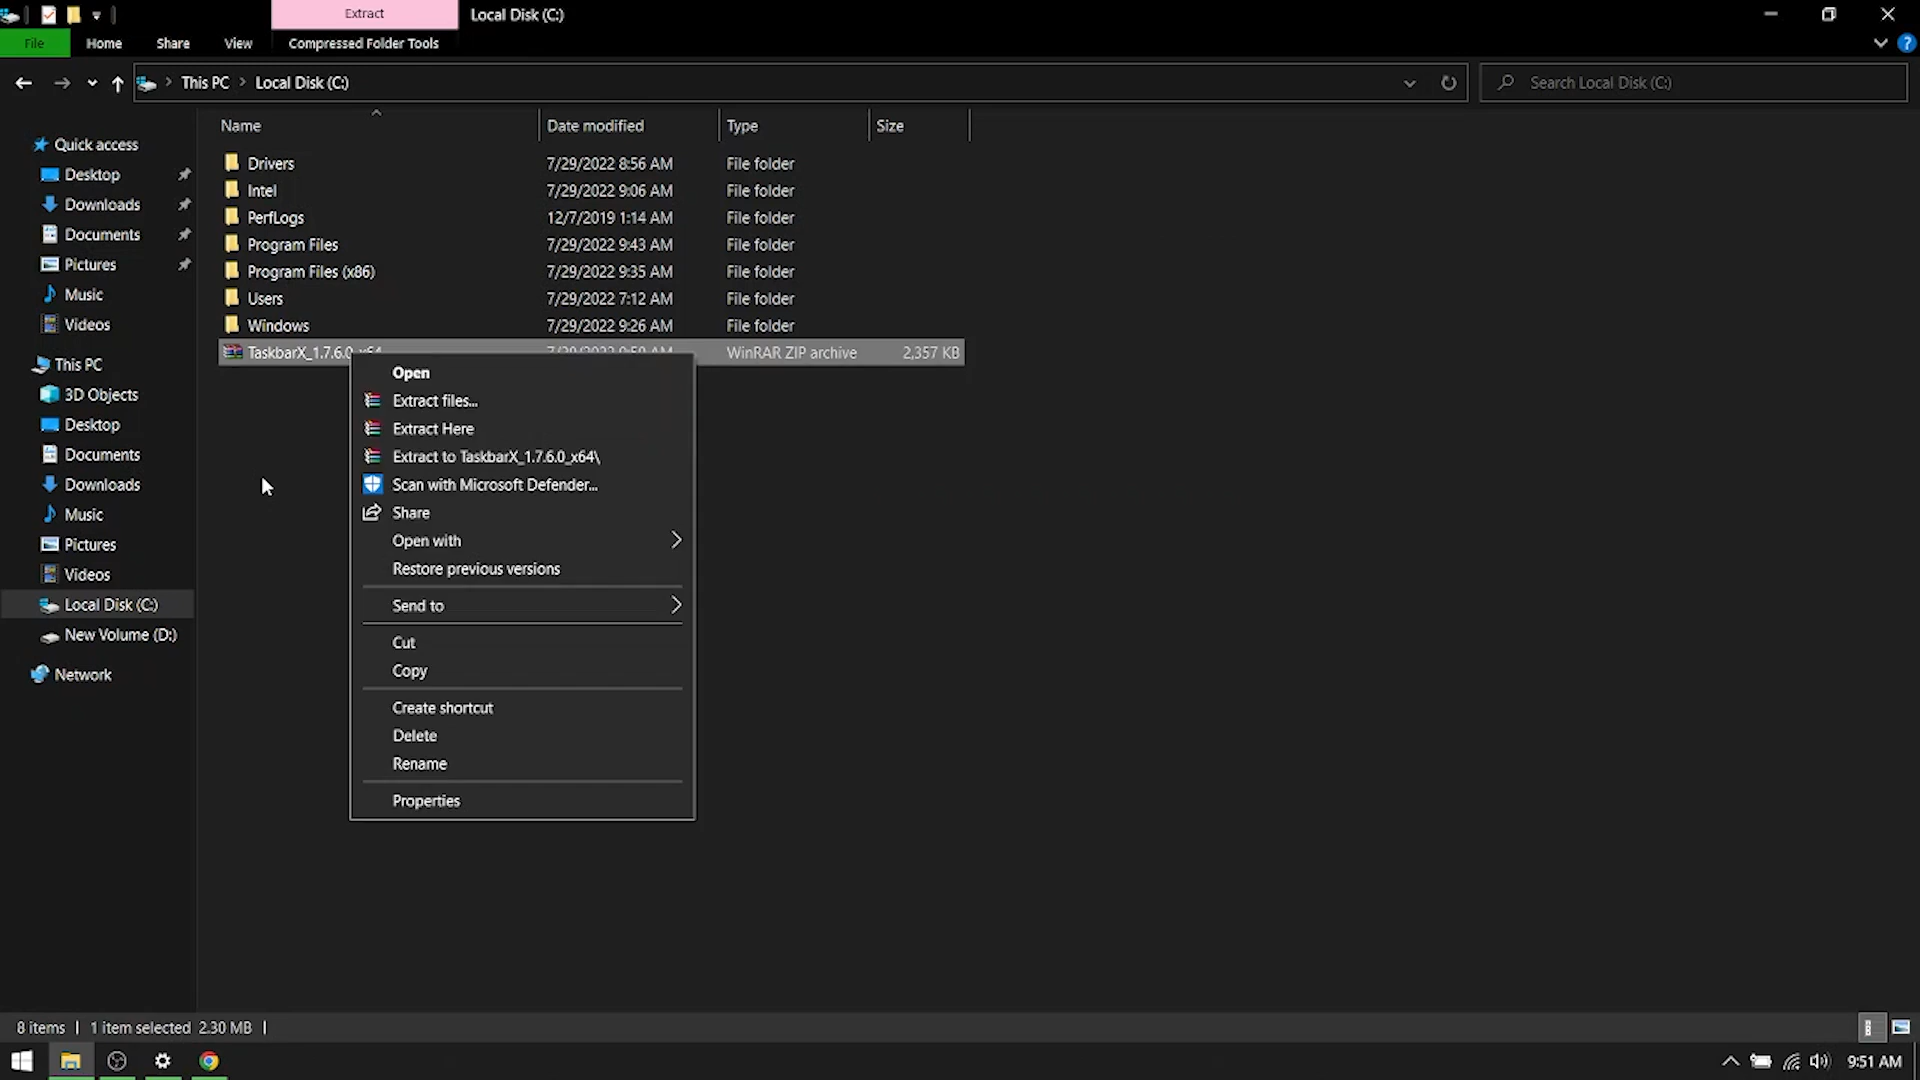 Extract
Local Disk (C:)
File
Home
Share
View
Compressed Folder Tools
This PC
Local Disk (C:)
Search Local Disk (C:)
Name
Date modified
Type
Size
Quick access
Desktop
Downloads
Documents
Pictures
Music
Videos
This PC
3D Objects
Desktop
Documents
Downloads
Music
Pictures
Videos
Local Disk (C:)
New Volume (D:)
Network
Drivers 7/29/2022 8:56 AM File folder
Intel 7/29/2022 9:06 AM File folder
PerfLogs 12/7/2019 1:14 AM File folder
Program Files 7/29/2022 9:43 AM File folder
Program Files (x86) 7/29/2022 9:35 AM File folder
Users 7/29/2022 7:12 AM File folder
Windows 7/29/2022 9:26 AM File folder
TaskbarX_1.7.6.0_x64 WinRAR ZIP archive 2,357 KB
Open
Extract files...
Extract Here
Extract to TaskbarX_1.7.6.0_x64\
Scan with Microsoft Defender...
Share
Open with
Restore previous versions
Send to
Cut
Copy
Create shortcut
Delete
Rename
Properties
8 items
1 item selected 2.30 MB
9:51 AM